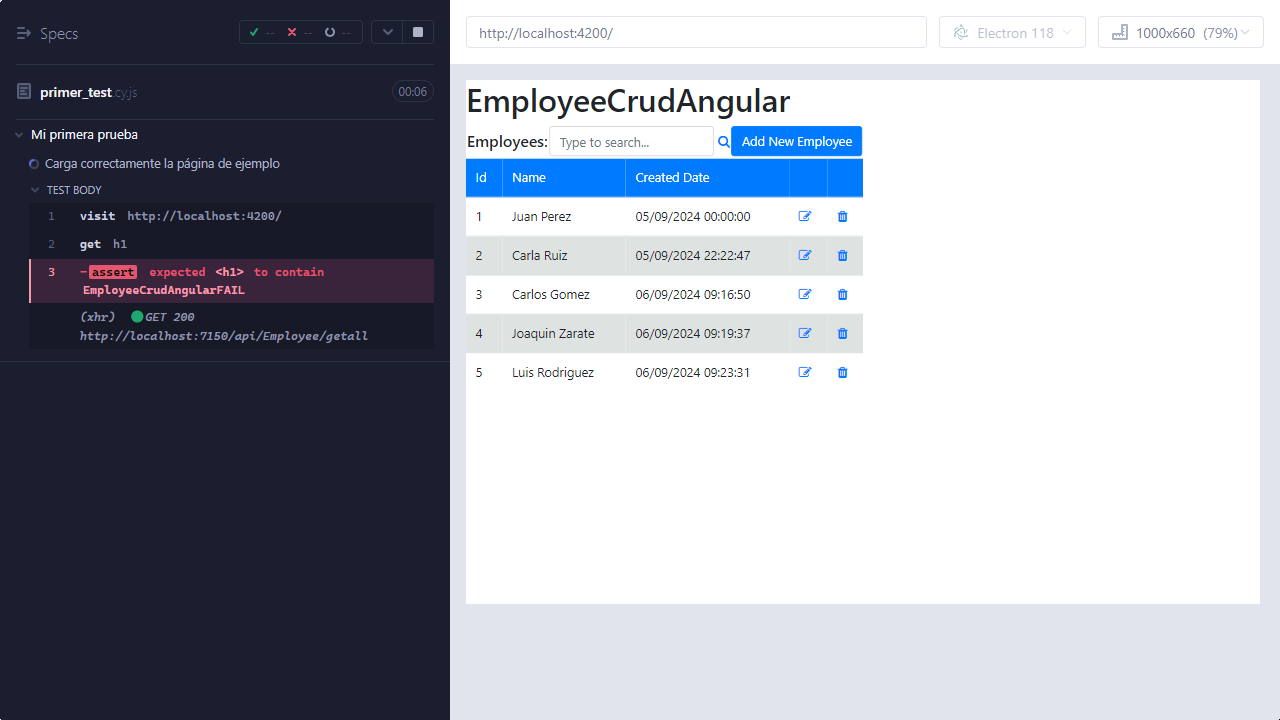 Specs
-- -- --
primer_test.cy.js 00:06
Mi primera prueba
Carga correctamente la página de ejemplo
TEST BODY
1 visit http://localhost:4200/
2 get h1
3 -assert expected <h1> to contain
EmployeeCrudAngularFAIL
(xhr) GET 200
http://localhost:7150/api/Employee/getall
http://localhost:4200/ Electron 118 1000x660 (79%)
EmployeeCrudAngular
Employees: Type to search... Add New Employee
Id Name Created Date
1 Juan Perez 05/09/2024 00:00:00
2 Carla Ruiz 05/09/2024 22:22:47
3 Carlos Gomez 06/09/2024 09:16:50
4 Joaquin Zarate 06/09/2024 09:19:37
5 Luis Rodriguez 06/09/2024 09:23:31